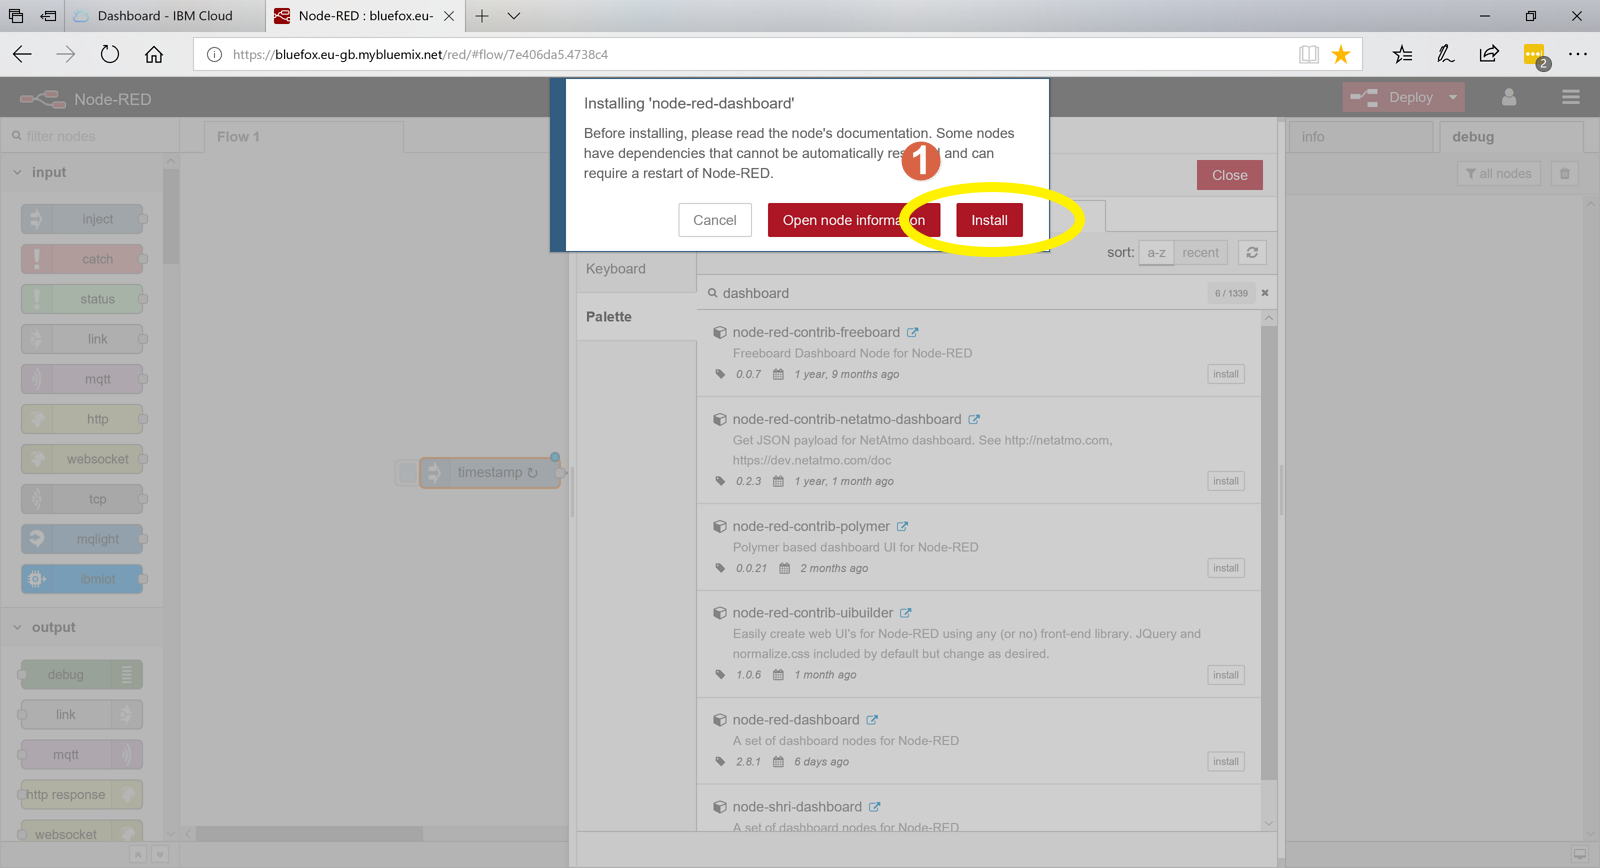 Dashboard - IBM Cloud
Node-RED : bluefox.eu-
https://bluefox.eu-gb.mybluemix.net/red/#flow/7e406da5.4738c4
2
Node-RED
Deploy
Installing 'node-red-dashboard'
Before installing, please read the node's documentation. Some nodes
have dependencies that cannot be automatically and can
require a restart of Node-RED.
1
Cancel
Open node information
Install
filter nodes
Flow 1
info
debug
Close
all nodes
input
inject
catch
status
link
mqtt
http
websocket
tcp
mqlight
ibmiot
output
debug
link
mqtt
http response
websocket
timestamp ↻
Keyboard
Palette
sort:
a-z
recent
dashboard
6 / 1339
node-red-contrib-freeboard
Freeboard Dashboard Node for Node-RED
0.0.7 1 year, 9 months ago
install
node-red-contrib-netatmo-dashboard
Get JSON payload for NetAtmo dashboard. See http://netatmo.com,
https://dev.netatmo.com/doc
0.2.3 1 year, 1 month ago
install
node-red-contrib-polymer
Polymer based dashboard UI for Node-RED
0.0.21 2 months ago
install
node-red-contrib-uibuilder
Easily create web UI's for Node-RED using any (or no) front-end library. JQuery and
normalize.css included by default but change as desired.
1.0.6 1 month ago
install
node-red-dashboard
A set of dashboard nodes for Node-RED
2.8.1 6 days ago
install
node-shri-dashboard
A set of dashboard nodes for Node-RED